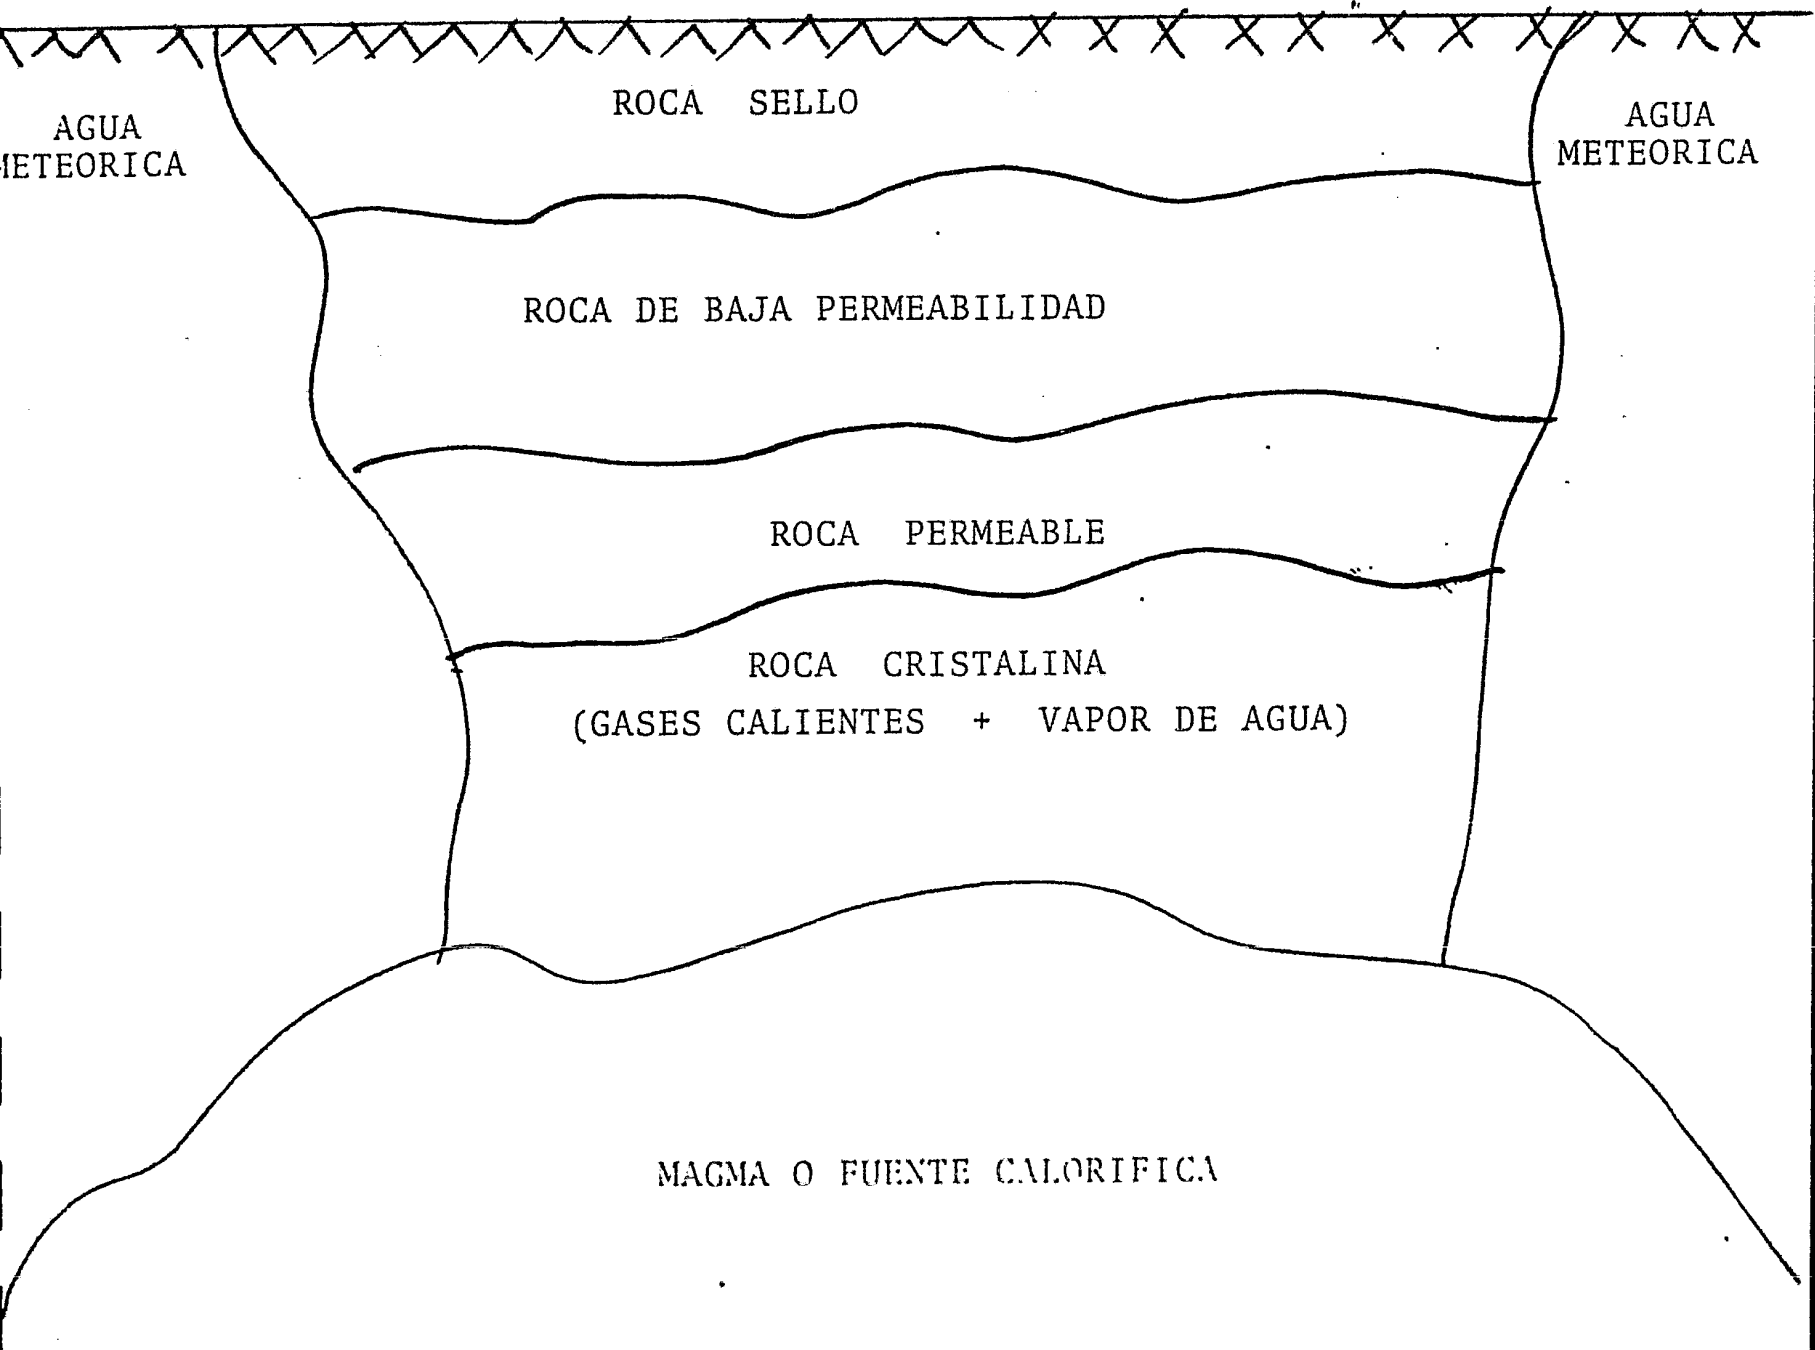 ROCA SELLO
AGUA
METEORICA
AGUA
METEORICA
ROCA DE BAJA PERMEABILIDAD
ROCA PERMEABLE
ROCA CRISTALINA
(GASES CALIENTES + VAPOR DE AGUA)
MAGMA O FUENTE CALORIFICA